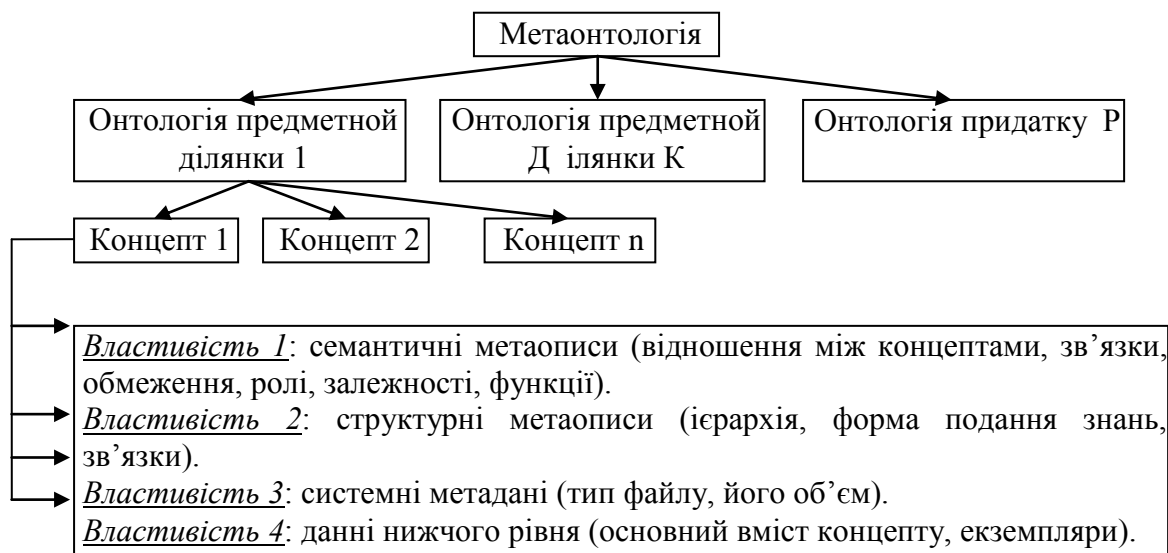 Метаонтологія
Онтологія предметной
ділянки 1
Онтологія предметной
Д ілянки К
Онтологія придатку Р
Концепт 1
Концепт 2
Концепт n
Властивість 1: семантичні метаописи (відношення між концептами, зв’язки,
обмеження, ролі, залежності, функції).
Властивість 2: структурні метаописи (ієрархія, форма подання знань,
зв’язки).
Властивість 3: системні метадані (тип файлу, його об’єм).
Властивість 4: данні нижчого рівня (основний вміст концепту, екземпляри).